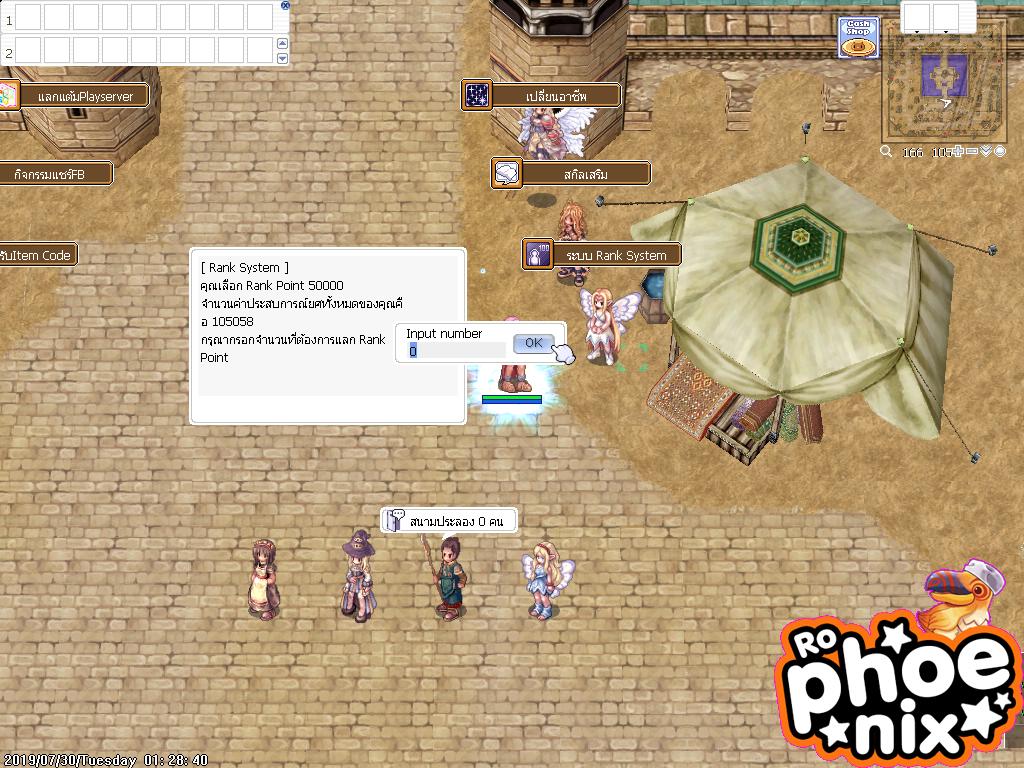 1
2
Cash
Shop
แลกแต้มPlayserver
เปลี่ยนอาชีพ
166 105
กิจกรรมแชร์FB
สกิลเสริม
รับItem Code
100
ระบบ Rank System
[ Rank System ]
คุณเลือก Rank Point 50000
จำนวนค่าประสบการณ์ยศทั้งหมดของคุณคื
อ 105058
กรุณากรอกจำนวนที่ต้องการแลก Rank
Point
Input number
0
OK
สนามประลอง 0 คน
RO
phoe
nix
2019/07/30/Tuesday 01:28:40